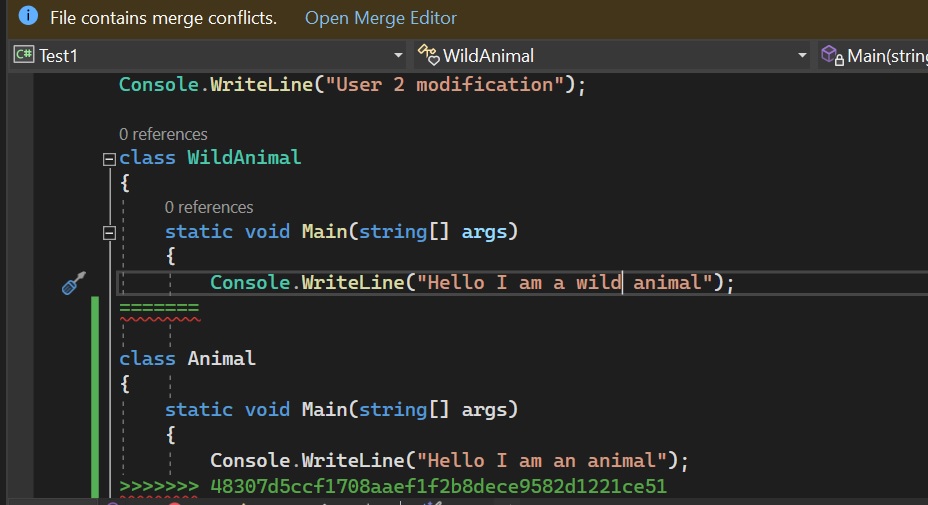 File contains merge conflicts. Open Merge Editor
C# Test1 WildAnimal Main(string
Console.WriteLine("User 2 modification");
0 references
class WildAnimal
{
0 references
static void Main(string[] args)
{
Console.WriteLine("Hello I am a wild animal");
=======
class Animal
{
static void Main(string[] args)
{
Console.WriteLine("Hello I am an animal");
>>>>>>> 48307d5ccf1708aaef1f2b8dece9582d1221ce51